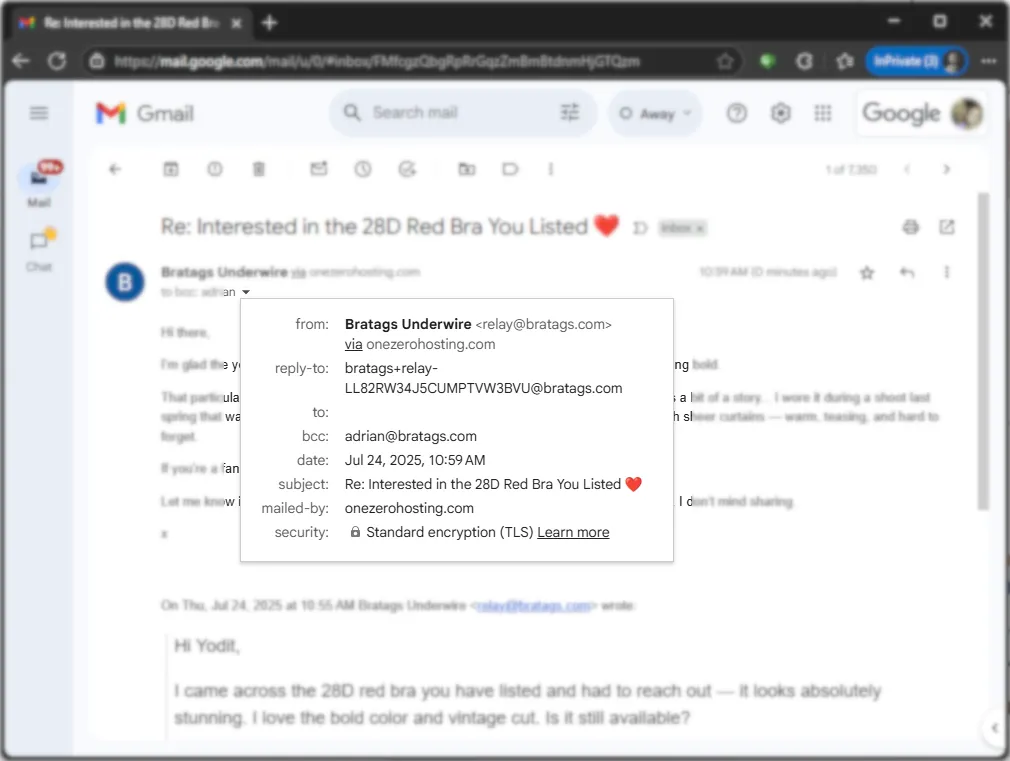 Re: Interested in the 28D Red Bra
https://mail.google.com/mail/u/0/#inbox/FMfcgzQbgRpRrGqzZmBmBtdnmHjGTQzm
InPrivate (3)
Gmail
Search mail
Away
Google
99+
Mail
Chat
1 of 7,350
Re: Interested in the 28D Red Bra You Listed ❤️ Inbox ×
B
Bratags Underwire via onezerohosting.com
10:59 AM (0 minutes ago)
to bcc: adrian
Hi there,
I'm glad the y
ng bold.
That particula
s a bit of a story... I wore it during a shoot last
spring that wa
h sheer curtains — warm, teasing, and hard to
forget.
If you're a fan
Let me know i
I don't mind sharing.
x
from: Bratags Underwire <relay@bratags.com>
via onezerohosting.com
reply-to: bratags+relay-
LL82RW34J5CUMPTVW3BVU@bratags.com
to:
bcc: adrian@bratags.com
date: Jul 24, 2025, 10:59 AM
subject: Re: Interested in the 28D Red Bra You Listed ❤️
mailed-by: onezerohosting.com
security: Standard encryption (TLS) Learn more
On Thu, Jul 24, 2025 at 10:55 AM Bratags Underwire <relay@bratags.com> wrote:
Hi Yodit,
I came across the 28D red bra you have listed and had to reach out — it looks absolutely
stunning. I love the bold color and vintage cut. Is it still available?